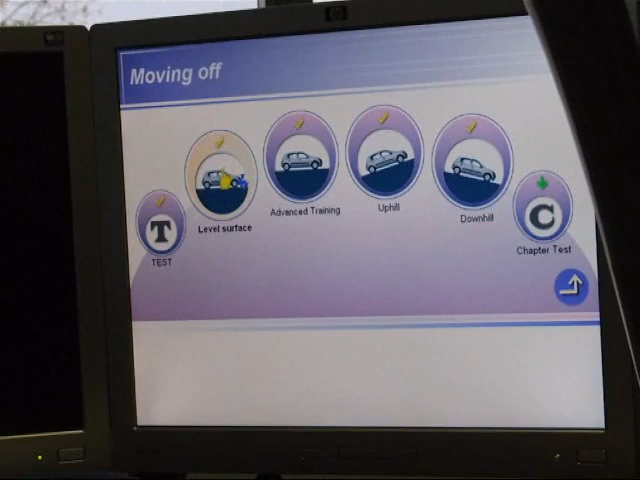 Moving off
T
TEST
Level surface
Advanced Training
Uphill
Downhill
C
Chapter Test